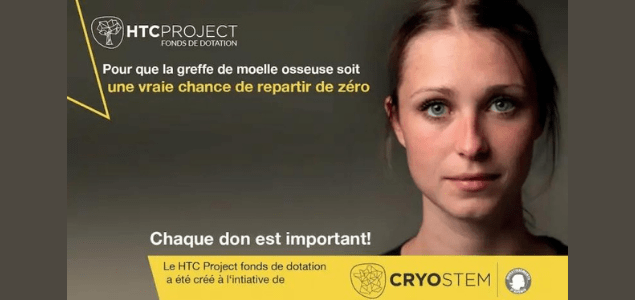 HTCPROJECT
FONDS DE DOTATION
Pour que la greffe de moelle osseuse soit
une vraie chance de repartir de zéro
Chaque don est important!
Le HTC Project fonds de dotation
a été créé à l'intiative de
CRYOSTEM